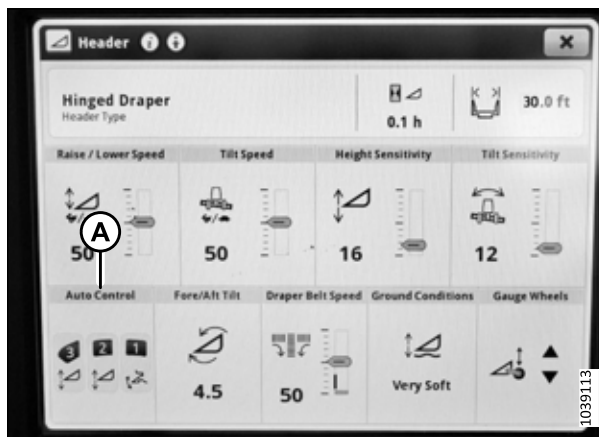 Header
Hinged Draper
Header Type
0.1 h
30.0 ft
Raise / Lower Speed
Tilt Speed
Height Sensitivity
Tilt Sensitivity
50
50
16
12
A
Auto Control
Fore/Aft Tilt
Draper Belt Speed
Ground Conditions
Gauge Wheels
3 2 1
4.5
50
Very Soft
1039113